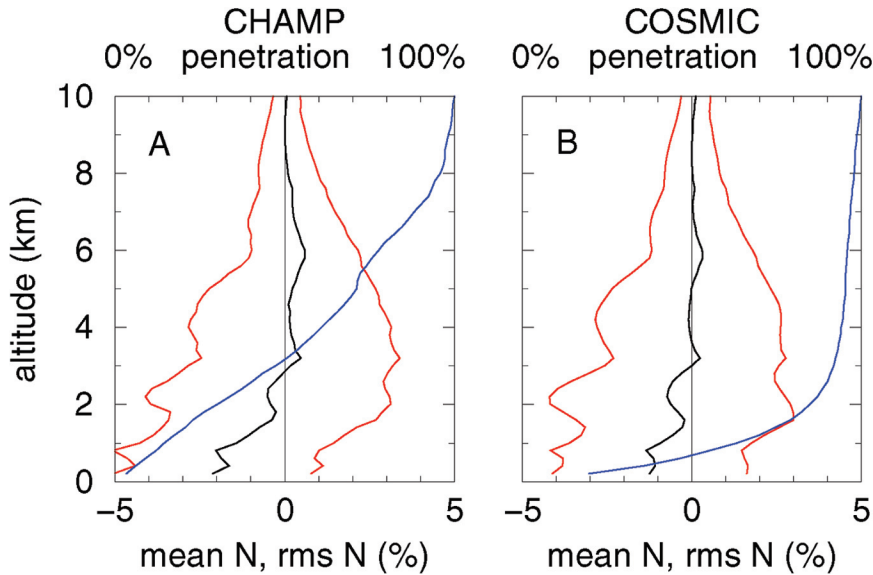 CHAMP
0% penetration 100%
COSMIC
0% penetration 100%
A
B
altitude (km)
10
8
6
4
2
0
−5 0 5
−5 0 5
mean N, rms N (%)
mean N, rms N (%)